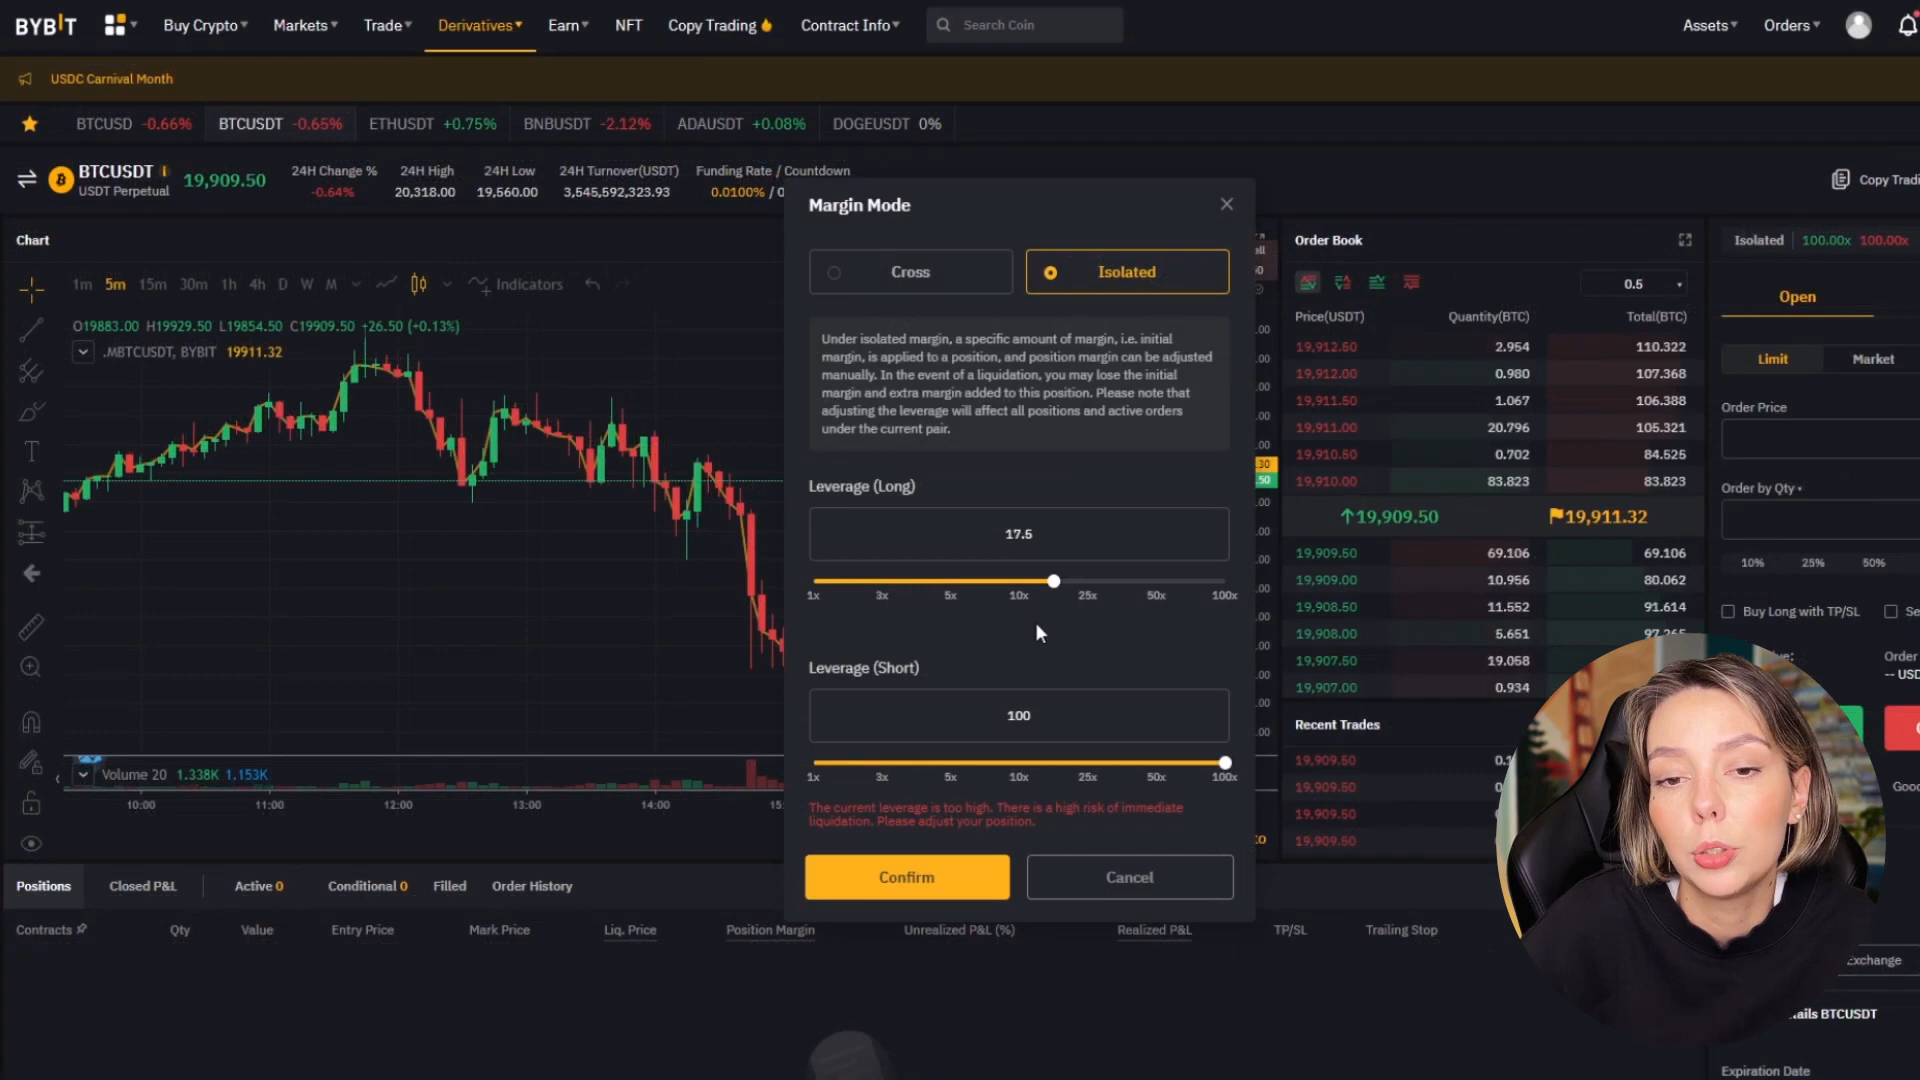 BYBIT
Buy Crypto
Markets
Trade
Derivatives
Earn
NFT
Copy Trading
Contract Info
Search Coin
Assets
Orders
USDC Carnival Month
BTCUSD -0.66%
BTCUSDT -0.65%
ETHUSDT +0.75%
BNBUSDT -2.12%
ADAUSDT +0.08%
DOGEUSDT 0%
BTCUSDT
USDT Perpetual
19,909.50
24H Change %
-0.64%
24H High
20,318.00
24H Low
19,560.00
24H Turnover(USDT)
3,545,592,323.93
Funding Rate / Countdown
0.0100% / 0
Copy Tradi
Chart
1m 5m 15m 30m 1h 4h D W M
Indicators
O19883.00 H19929.50 L19854.50 C19909.50 +26.50 (+0.13%)
.MBTCUSDT, BYBIT 19911.32
Volume 20 1.338K 1.153K
10:00 11:00 12:00 13:00 14:00 15:
Margin Mode
Cross
Isolated
Under isolated margin, a specific amount of margin, i.e. initial
margin, is applied to a position, and position margin can be adjusted
manually. In the event of a liquidation, you may lose the initial
margin and extra margin added to this position. Please note that
adjusting the leverage will affect all positions and active orders
under the current pair.
Leverage (Long)
17.5
1x 3x 5x 10x 25x 50x 100x
Leverage (Short)
100
1x 3x 5x 10x 25x 50x 100x
The current leverage is too high. There is a high risk of immediate
liquidation. Please adjust your position.
Confirm
Cancel
Order Book
0.5
Price(USDT) Quantity(BTC) Total(BTC)
19,912.50 2.954 110.322
19,912.00 0.980 107.368
19,911.50 1.067 106.388
19,911.00 20.796 105.321
19,910.50 0.702 84.525
19,910.00 83.823 83.823
19,909.50 19,911.32
19,909.50 69.106 69.106
19,909.00 10.956 80.062
19,908.50 11.552 91.614
19,908.00 5.651 97.265
19,907.50 19.058
19,907.00 0.934
Recent Trades
19,909.50 0.1
19,909.50 0
19,909.50 0
19,909.50
Isolated 100.00x 100.00x
Open
Limit
Market
Order Price
Order by Qty
10% 25% 50%
Buy Long with TP/SL
Se
Order
-- USD
Good
Exchange
tails BTCUSDT
Expiration Date
Positions
Closed P&L
Active 0
Conditional 0
Filled
Order History
Contracts
Qty
Value
Entry Price
Mark Price
Liq. Price
Position Margin
Unrealized P&L (%)
Realized P&L
TP/SL
Trailing Stop